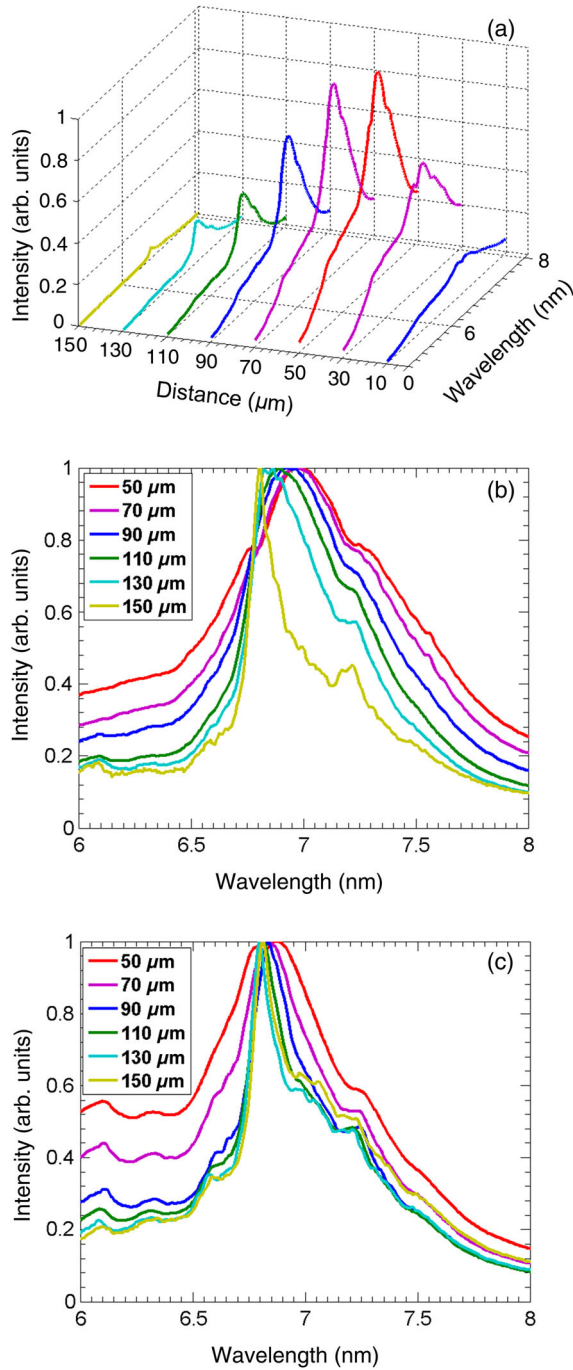 (a)
Intensity (arb. units)
1
0.8
0.6
0.4
0.2
0
150
130
110
90
70
50
30
10
0
Distance (µm)
6
8
Wavelength (nm)
(b)
Intensity (arb. units)
1
0.8
0.6
0.4
0.2
0
50 µm
70 µm
90 µm
110 µm
130 µm
150 µm
6
6.5
7
7.5
8
Wavelength (nm)
(c)
Intensity (arb. units)
1
0.8
0.6
0.4
0.2
0
50 µm
70 µm
90 µm
110 µm
130 µm
150 µm
6
6.5
7
7.5
8
Wavelength (nm)